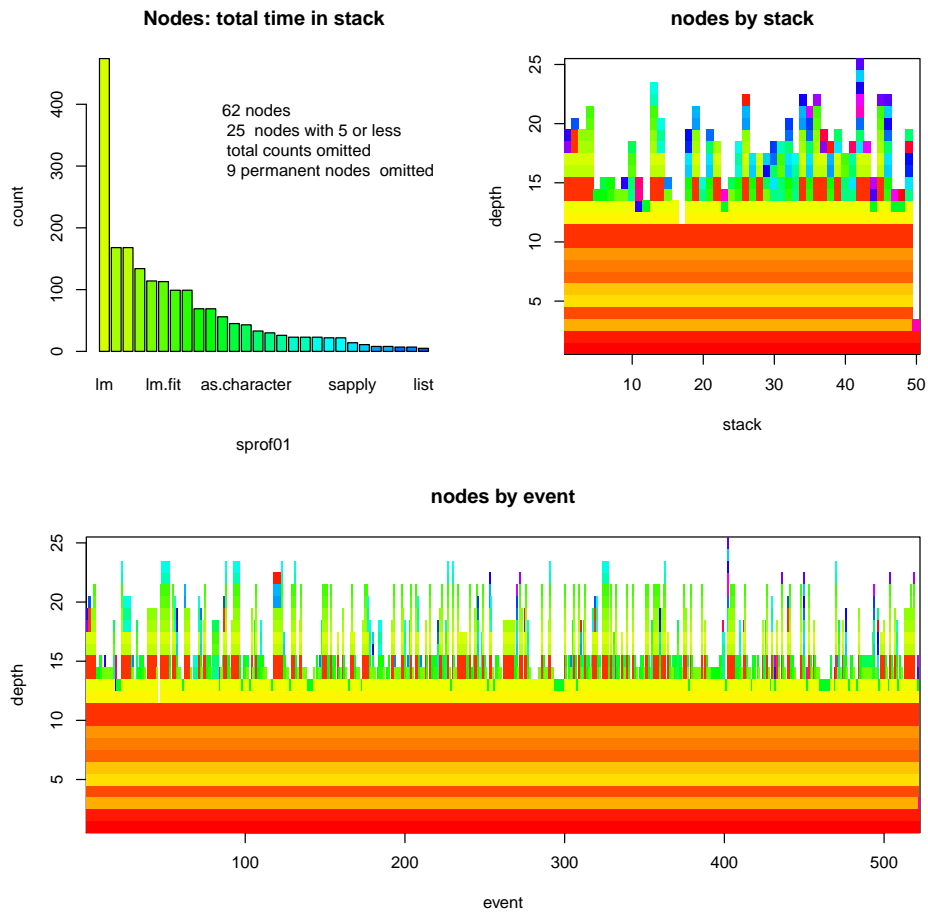 Nodes: total time in stack
count
0
100
200
300
400
62 nodes
25 nodes with 5 or less
total counts omitted
9 permanent nodes omitted
lm
lm.fit
as.character
sapply
list
sprof01
nodes by stack
depth
5
10
15
20
25
10
20
30
40
50
stack
nodes by event
depth
5
10
15
20
25
100
200
300
400
500
event